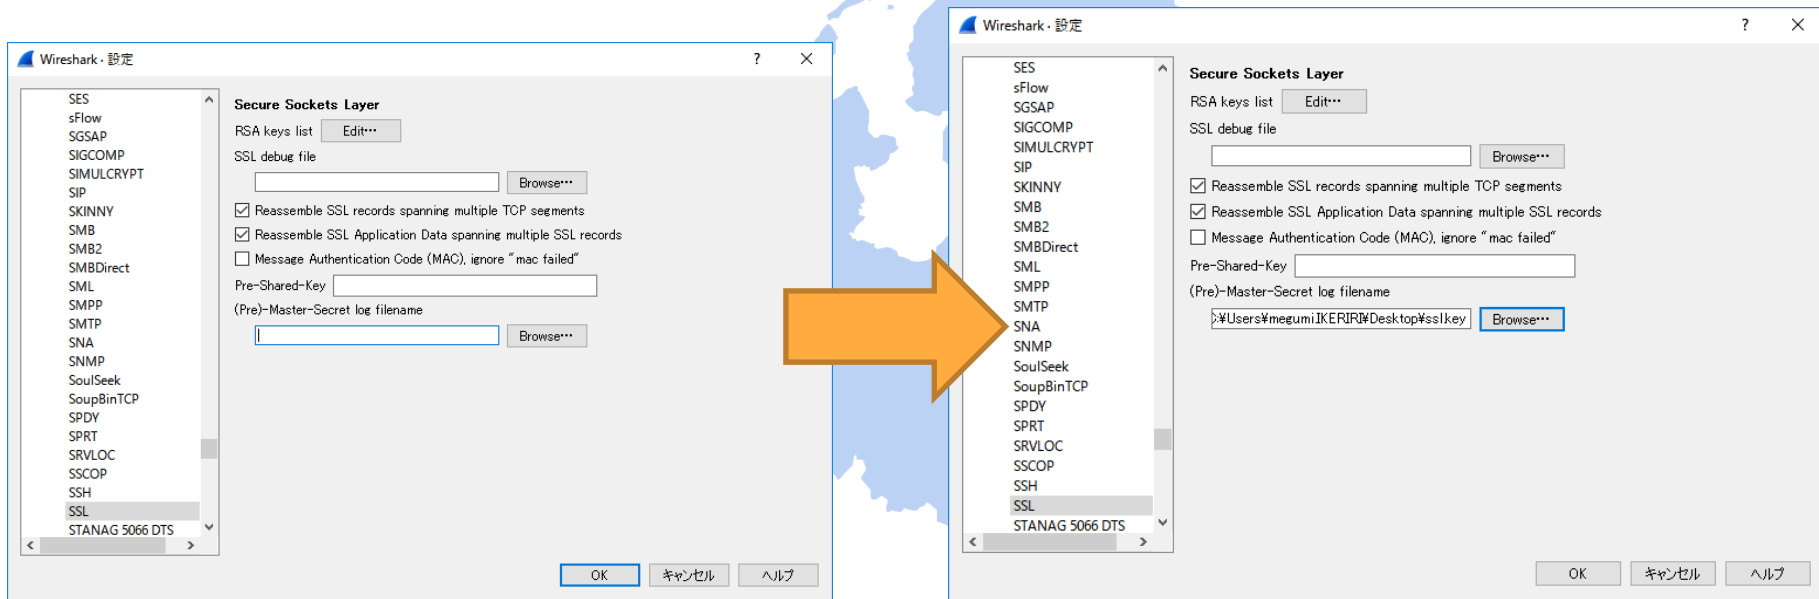 Wireshark · 設定
?
SES
sFlow
SGSAP
SIGCOMP
SIMULCRYPT
SIP
SKINNY
SMB
SMB2
SMBDirect
SML
SMPP
SMTP
SNA
SNMP
SoulSeek
SoupBinTCP
SPDY
SPRT
SRVLOC
SSCOP
SSH
SSL
STANAG 5066 DTS
Secure Sockets Layer
RSA keys list Edit…
SSL debug file
Browse…
Reassemble SSL records spanning multiple TCP segments
Reassemble SSL Application Data spanning multiple SSL records
Message Authentication Code (MAC), ignore "mac failed"
Pre-Shared-Key
(Pre)-Master-Secret log filename
Browse…
OK キャンセル ヘルプ
Wireshark · 設定
?
SES
sFlow
SGSAP
SIGCOMP
SIMULCRYPT
SIP
SKINNY
SMB
SMB2
SMBDirect
SML
SMPP
SMTP
SNA
SNMP
SoulSeek
SoupBinTCP
SPDY
SPRT
SRVLOC
SSCOP
SSH
SSL
STANAG 5066 DTS
Secure Sockets Layer
RSA keys list Edit…
SSL debug file
Browse…
Reassemble SSL records spanning multiple TCP segments
Reassemble SSL Application Data spanning multiple SSL records
Message Authentication Code (MAC), ignore "mac failed"
Pre-Shared-Key
(Pre)-Master-Secret log filename
:¥Users¥megumi.IKERIRI¥Desktop¥ssl.key Browse…
OK キャンセル ヘルプ